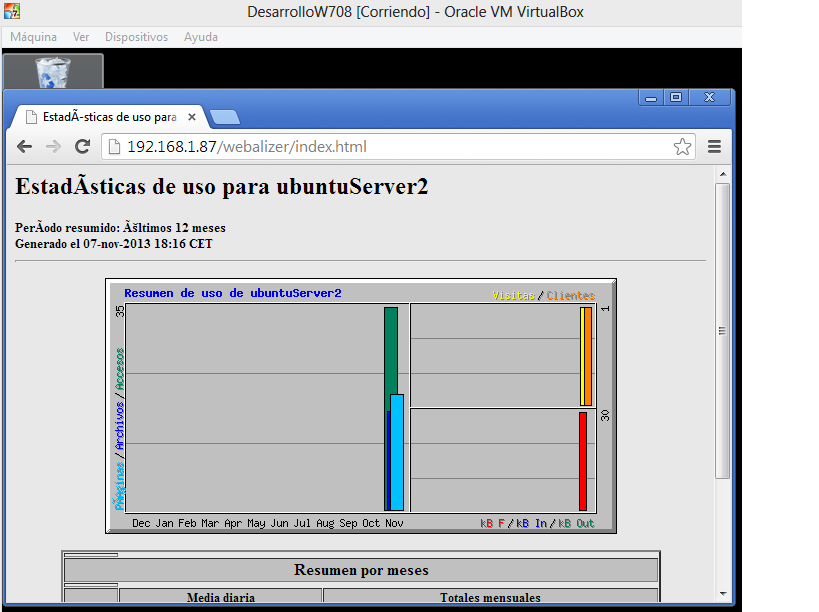 DesarrolloW708 [Corriendo] - Oracle VM VirtualBox
Máquina Ver Dispositivos Ayuda
EstadÃ-sticas de uso para
192.168.1.87/webalizer/index.html
EstadÃsticas de uso para ubuntuServer2
PerÃodo resumido: Ãšltimos 12 meses
Generado el 07-nov-2013 18:16 CET
Resumen de uso de ubuntuServer2
Visitas/Clientes
35
1
PÃ¡ginas/Archivos/Accesos
30
Dec Jan Feb Mar Apr May Jun Jul Aug Sep Oct Nov
kB F/kB In/kB Out
Resumen por meses
Media diaria
Totales mensuales